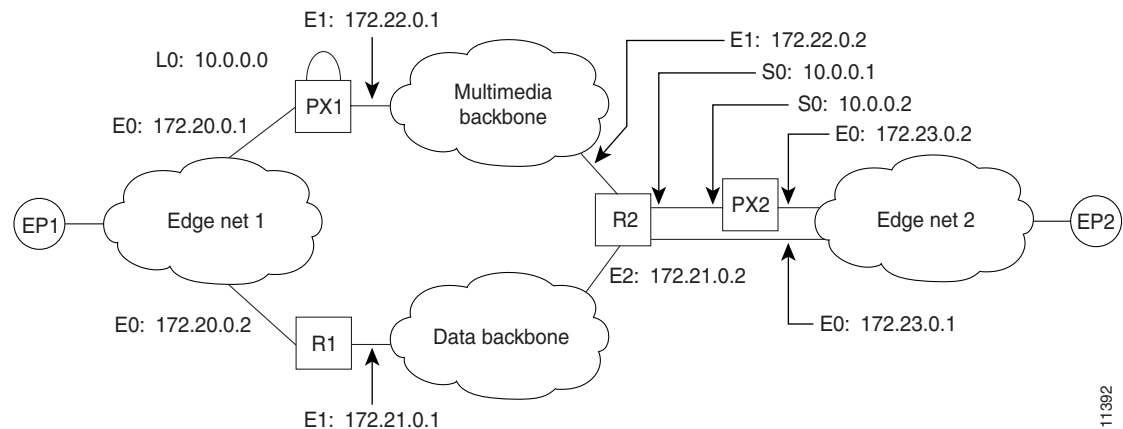 E1: 172.22.0.1
L0: 10.0.0.0
PX1
E0: 172.20.0.1
Multimedia
backbone
E1: 172.22.0.2
S0: 10.0.0.1
S0: 10.0.0.2
E0: 172.23.0.2
EP1
Edge net 1
R2
PX2
Edge net 2
EP2
E2: 172.21.0.2
E0: 172.20.0.2
R1
Data backbone
E0: 172.23.0.1
E1: 172.21.0.1
11392